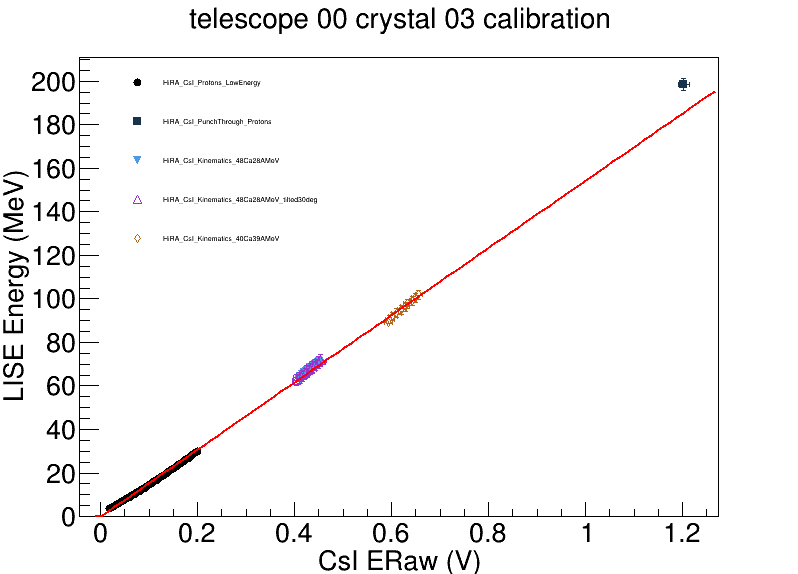 telescope 00 crystal 03 calibration
LISE Energy (MeV)
200
180
160
140
120
100
80
60
40
20
0
HiRA_CsI_Protons_LowEnergy
HiRA_CsI_PunchThrough_Protons
HiRA_CsI_Kinematics_48Ca28AMeV
HiRA_CsI_Kinematics_48Ca28AMeV_tilted30deg
HiRA_CsI_Kinematics_40Ca39AMeV
0 0.2 0.4 0.6 0.8 1 1.2
CsI ERaw (V)